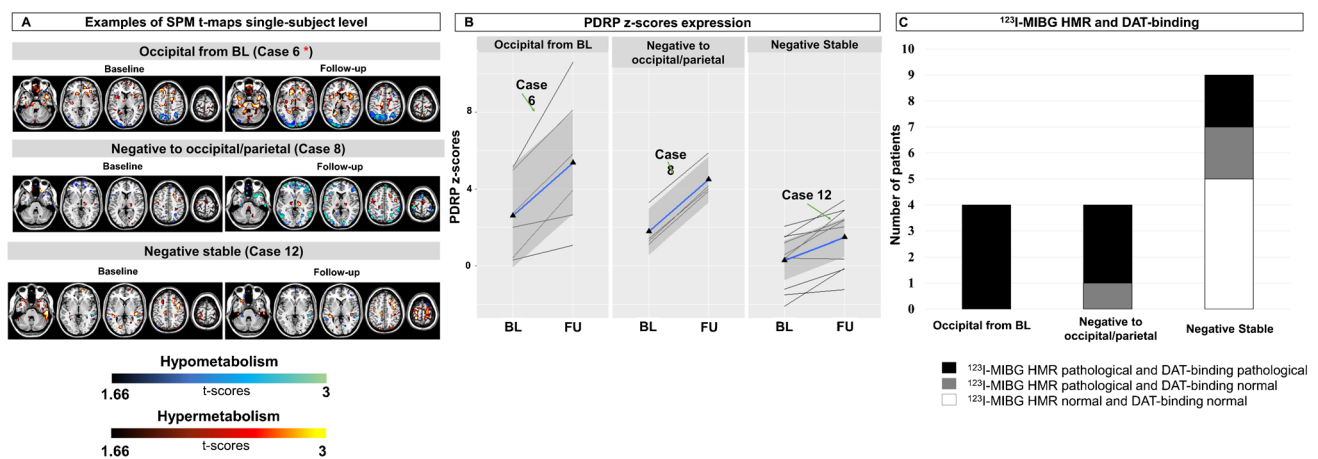 A
Examples of SPM t-maps single-subject level
Occipital from BL (Case 6 *)
Baseline
Follow-up
Negative to occipital/parietal (Case 8)
Baseline
Follow-up
Negative stable (Case 12)
Baseline
Follow-up
Hypometabolism
1.66
t-scores
3
Hypermetabolism
1.66
t-scores
3
B
PDRP z-scores expression
Occipital from BL
Negative to
occipital/parietal
Negative Stable
PDRP z-scores
8
4
0
Case
6
Case
8
Case 12
BL
FU
BL
FU
BL
FU
C
¹²³I-MIBG HMR and DAT-binding
Number of patients
10
9
8
7
6
5
4
3
2
1
0
Occipital from BL
Negative to
occipital/parietal
Negative Stable
¹²³I-MIBG HMR pathological and DAT-binding pathological
¹²³I-MIBG HMR pathological and DAT-binding normal
¹²³I-MIBG HMR normal and DAT-binding normal